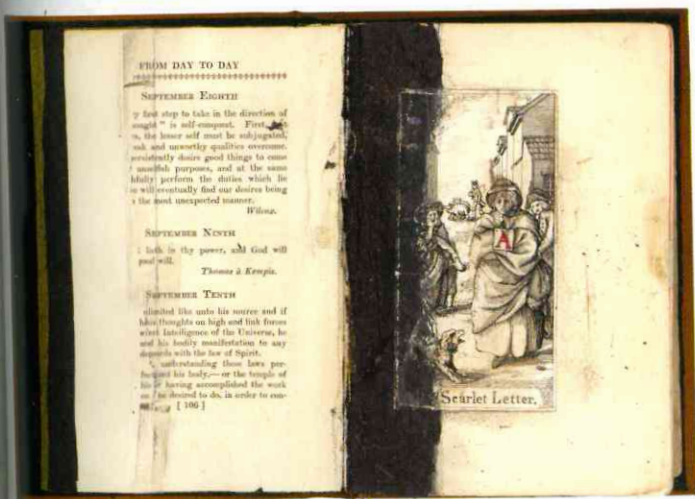 FROM DAY TO DAY
SEPTEMBER EIGHTH
y first step to take in the direction of
ought" is self-conquest. First,
the lesser self must be subjugated,
and unworthy qualities overcome.
persistently desire good things to come
unselfish purposes, and at the same
perform the duties which lie
will eventually find our desires being
the most unexpected manner.
Wilcox.
SEPTEMBER NINTH
lieth in thy power, and God will
good will.
Thomas à Kempis.
SEPTEMBER TENTH
limited like unto his source and if
his thoughts on high and link forces
Intelligence of the Universe, he
his bodily manifestation to any
with the law of Spirit.
understanding these laws per-
his body,—or the temple of
having accomplished the work
desired to do, in order to con-
[ 106 ]
A
Scarlet Letter.